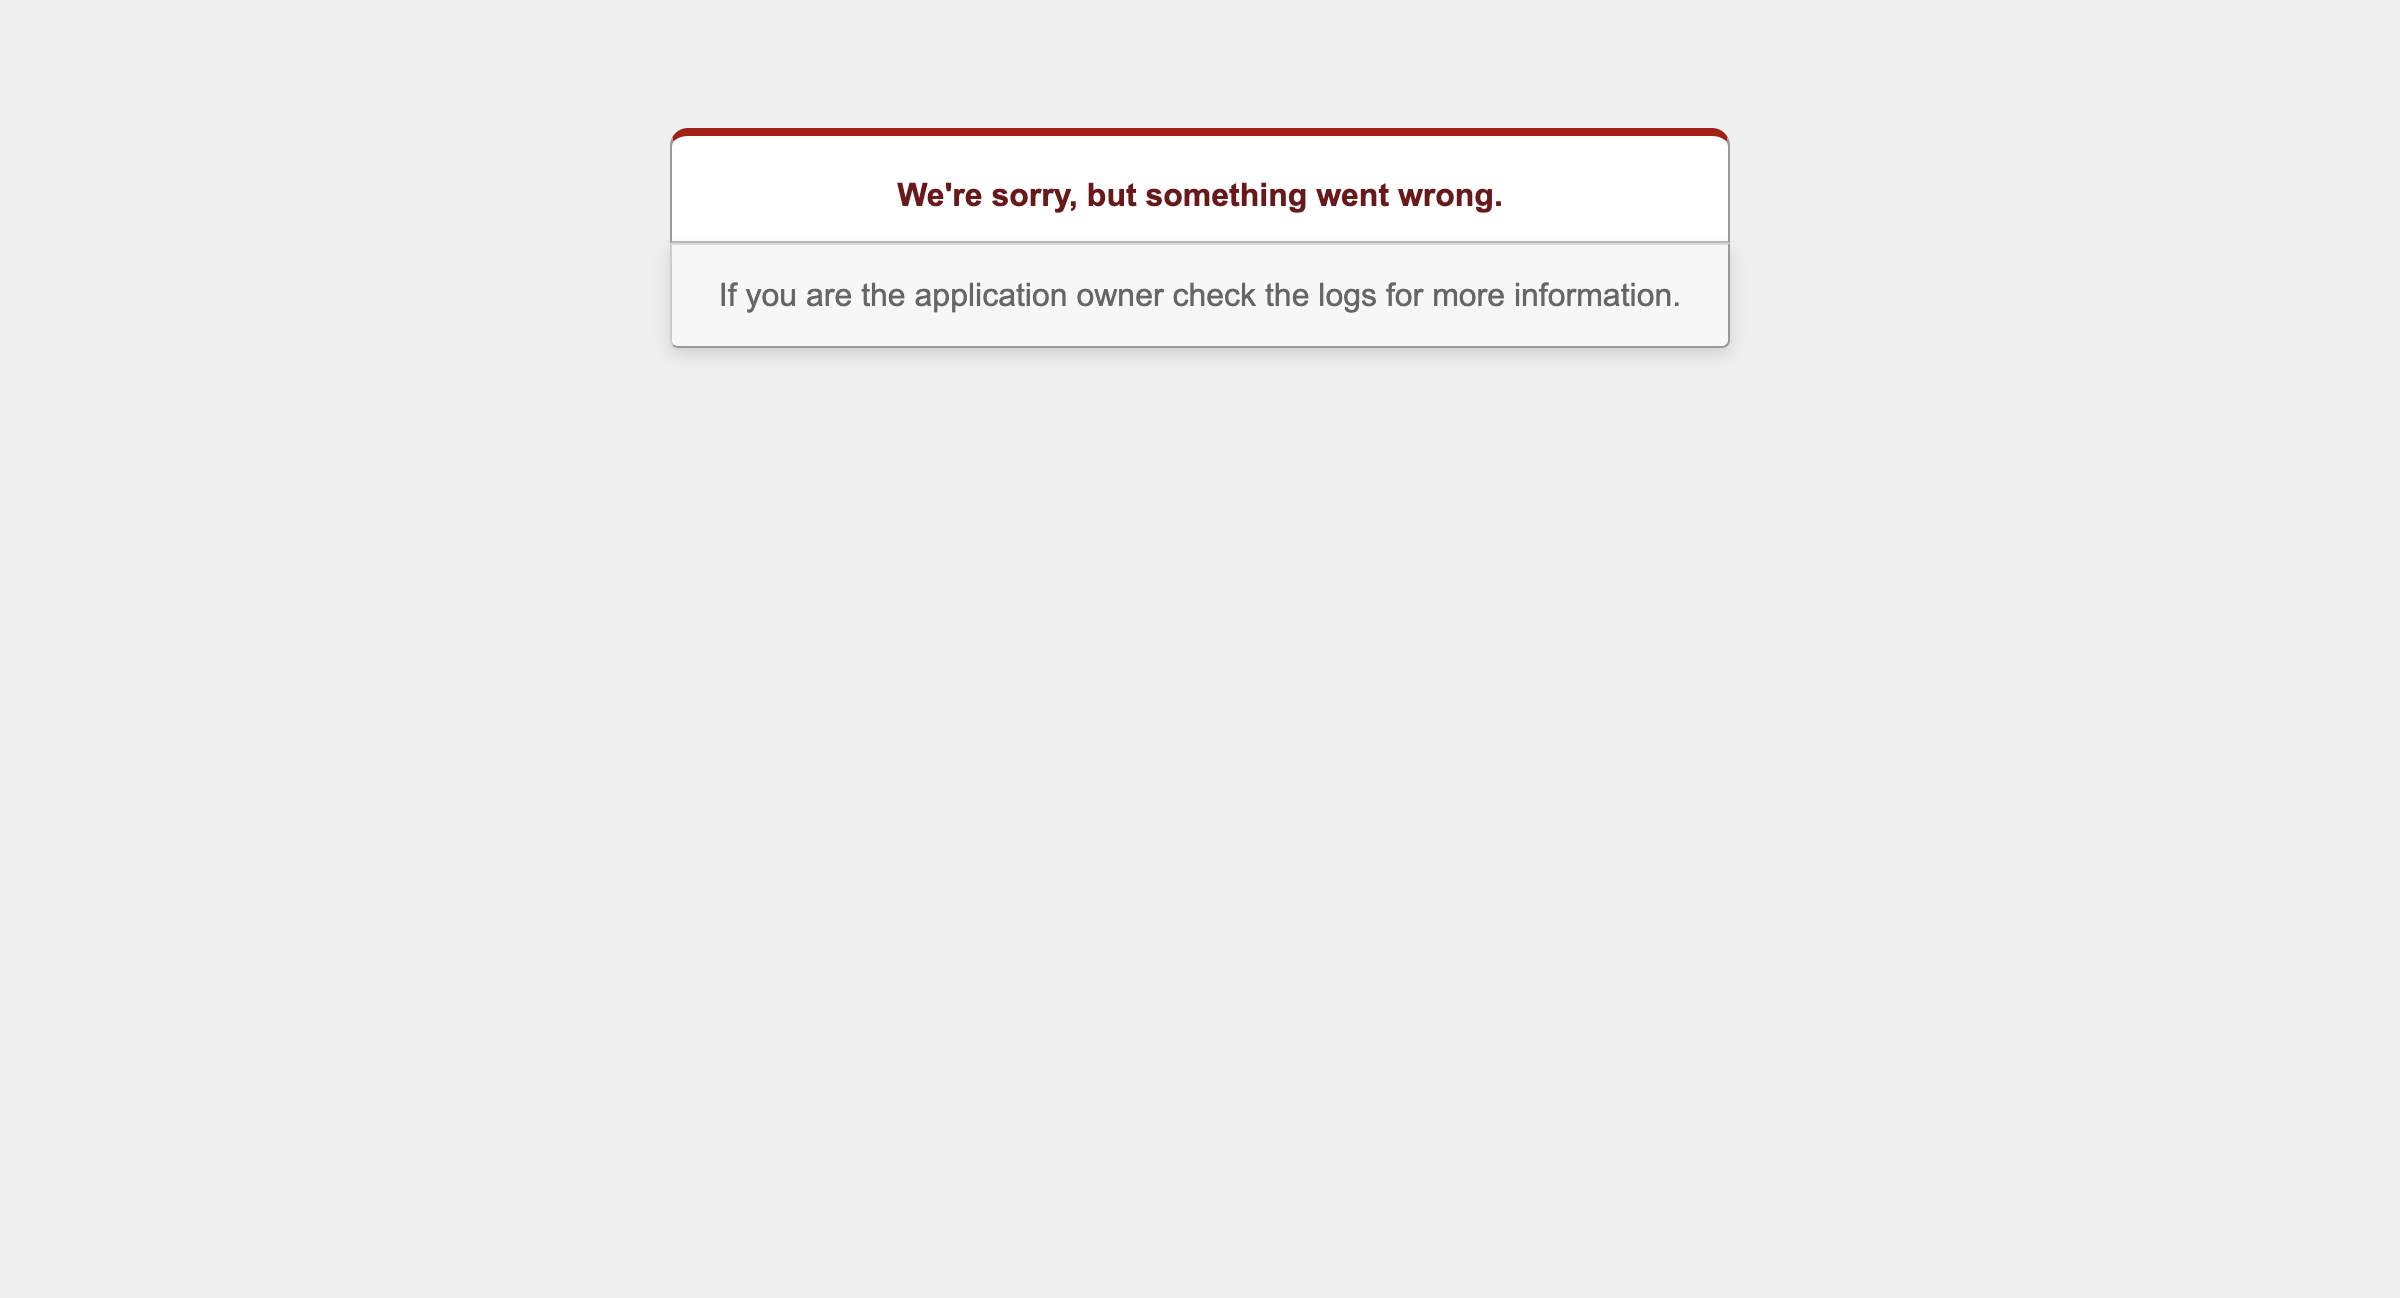 We're sorry, but something went wrong.
If you are the application owner check the logs for more information.